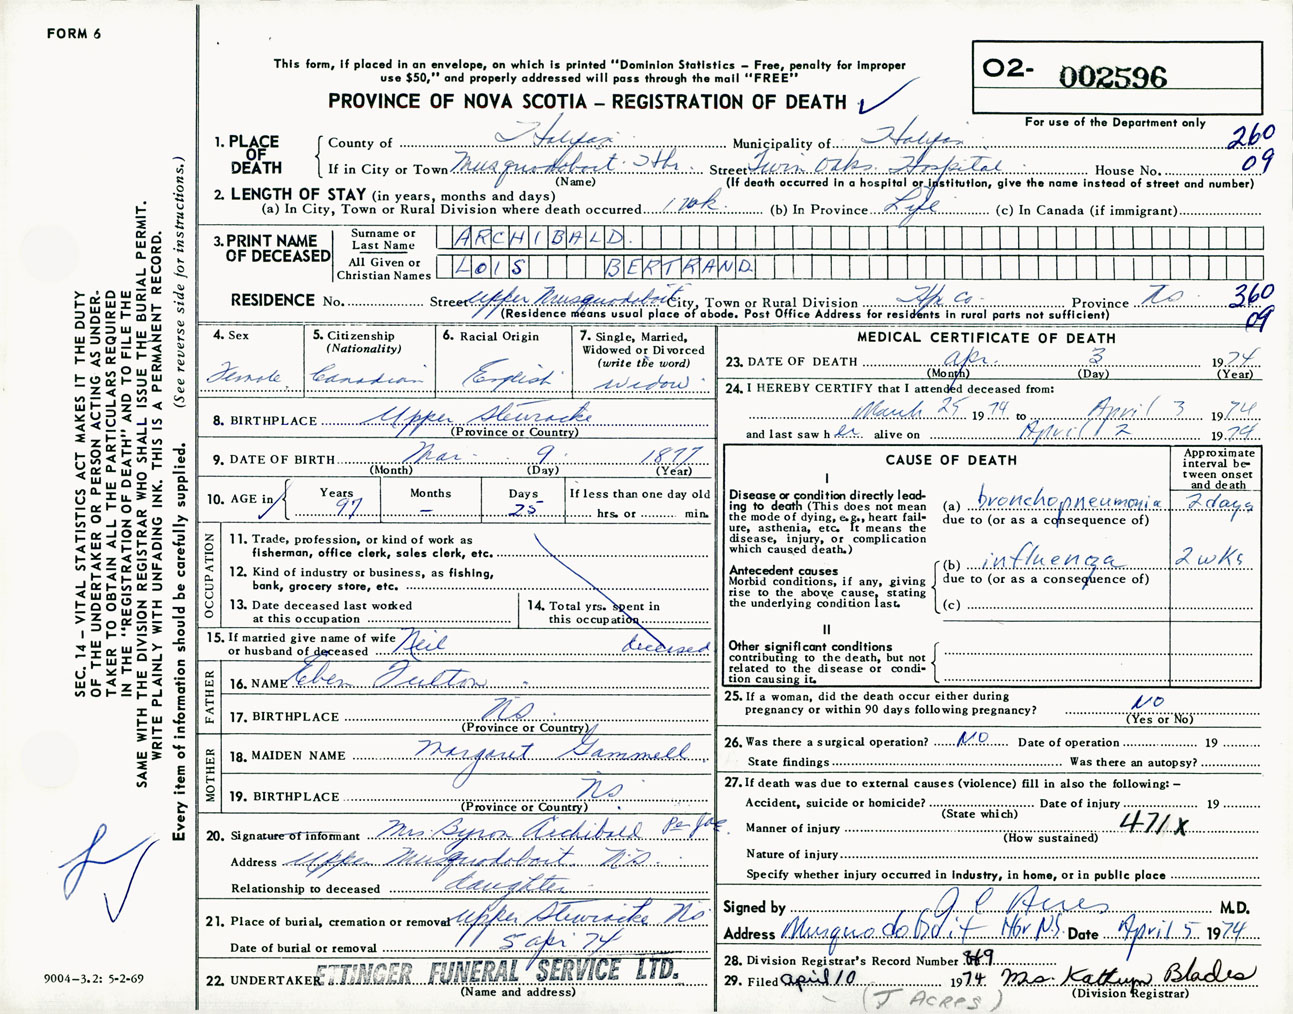 FORM 6
This form, if placed in an envelope, on which is printed "Dominion Statistics – Free, penalty for improper
use $50," and properly addressed will pass through the mail "FREE"
PROVINCE OF NOVA SCOTIA – REGISTRATION OF DEATH ✓
O2- 002596
For use of the Department only
1. PLACE OF DEATH
County of Halifax Municipality of Halifax 260
If in City or Town Musquodoboit Hbr. Street Twin Oaks Hospital House No. 09
(Name) (If death occurred in a hospital or institution, give the name instead of street and number)
2. LENGTH OF STAY (in years, months and days)
(a) In City, Town or Rural Division where death occurred 1 wk. (b) In Province Life (c) In Canada (if immigrant)
3. PRINT NAME OF DECEASED
Surname or Last Name ARCHIBALD.
All Given or Christian Names LOIS BERTRAND
RESIDENCE No. Street Upper Musquodoboit City, Town or Rural Division Hfx Co. Province Ns 360
(Residence means usual place of abode. Post Office Address for residents in rural parts not sufficient) 09
4. Sex
Female
5. Citizenship
(Nationality)
Canadian
6. Racial Origin
English
7. Single, Married,
Widowed or Divorced
(write the word)
widow
8. BIRTHPLACE Upper Stewiacke
(Province or Country)
9. DATE OF BIRTH Mar. 9 1877
(Month) (Day) (Year)
10. AGE in
Years 97
Months –
Days 25
If less than one day old
hrs. or min.
OCCUPATION
11. Trade, profession, or kind of work as
fisherman, office clerk, sales clerk, etc.
12. Kind of industry or business, as fishing,
bank, grocery store, etc.
13. Date deceased last worked
at this occupation
14. Total yrs. spent in
this occupation
15. If married give name of wife
or husband of deceased Neil deceased
FATHER
16. NAME Eben Fulton
17. BIRTHPLACE Ns
(Province or Country)
MOTHER
18. MAIDEN NAME Margaret Gammell
19. BIRTHPLACE Ns
(Province or Country)
20. Signature of informant Mrs. Byron Archibald
Address Upper Musquodoboit Ns
Relationship to deceased daughter
21. Place of burial, cremation or removal Upper Stewiacke Ns
Date of burial or removal 5 apr 74
22. UNDERTAKER ETTINGER FUNERAL SERVICE LTD.
(Name and address)
MEDICAL CERTIFICATE OF DEATH
23. DATE OF DEATH apr. 3 1974
(Month) (Day) (Year)
24. I HEREBY CERTIFY that I attended deceased from:
March 25 1974 to April 3 1974
and last saw her alive on April 2 1974
CAUSE OF DEATH
Approximate
interval be-
tween onset
and death
I
Disease or condition directly lead-
ing to death (This does not mean
the mode of dying, e.g., heart fail-
ure, asthenia, etc. It means the
disease, injury, or complication
which caused death.)
(a) bronchopneumonia 2 days
due to (or as a consequence of)
Antecedent causes
Morbid conditions, if any, giving
rise to the above cause, stating
the underlying condition last.
(b) influenza 2 wks
due to (or as a consequence of)
(c)
II
Other significant conditions
contributing to the death, but not
related to the disease or condi-
tion causing it.
25. If a woman, did the death occur either during
pregnancy or within 90 days following pregnancy? NO
(Yes or No)
26. Was there a surgical operation? NO Date of operation 19
State findings Was there an autopsy?
27. If death was due to external causes (violence) fill in also the following: –
Accident, suicide or homicide? Date of injury 19
(State which)
Manner of injury 471 X
(How sustained)
Nature of injury
Specify whether injury occurred in industry, in home, or in public place
Signed by M.D.
Address Musquodoboit Hbr NS. Date April 5 1974
28. Division Registrar's Record Number 869
29. Filed April 10 1974 Mrs. Kathryn Blades
(Division Registrar)
(J ACRES)
SEC. 14 – VITAL STATISTICS ACT MAKES IT THE DUTY
OF THE UNDERTAKER OR PERSON ACTING AS UNDER-
TAKER TO OBTAIN ALL THE PARTICULARS REQUIRED
IN THE "REGISTRATION OF DEATH" AND TO FILE THE
SAME WITH THE DIVISION REGISTRAR WHO SHALL ISSUE THE BURIAL PERMIT.
WRITE PLAINLY WITH UNFADING INK. THIS IS A PERMANENT RECORD.
Every item of information should be carefully supplied. (See reverse side for instructions.)
9004–3.2: 5-2-69